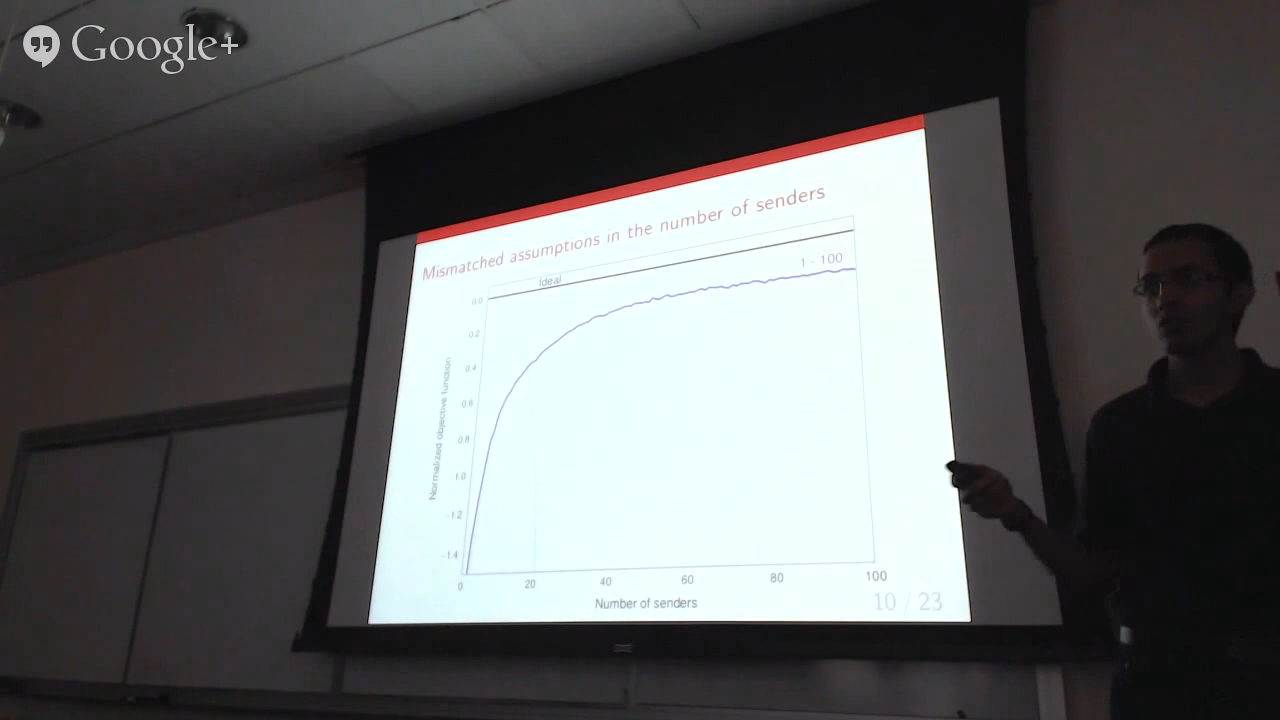 Google+
Mismatched assumptions in the number of senders
Ideal
1 - 100
0.0
0.2
0.4
0.6
0.8
1.0
-1.2
-1.4
Normalized objective function
0 20 40 60 80 100
Number of senders
10 / 23